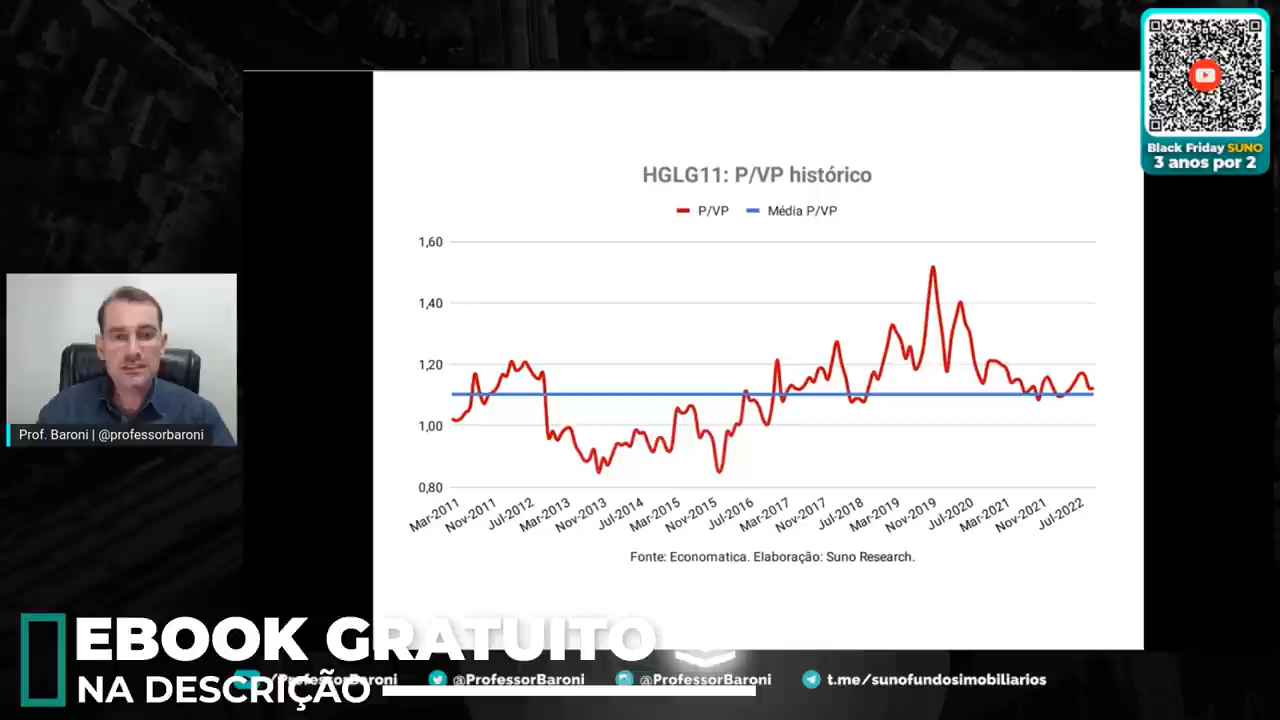 Black Friday SUNO
3 anos por 2
HGLG11: P/VP histórico
P/VP
Média P/VP
1,60
1,40
1,20
1,00
0,80
Mar-2011
Nov-2011
Jul-2012
Mar-2013
Nov-2013
Jul-2014
Mar-2015
Nov-2015
Jul-2016
Mar-2017
Nov-2017
Jul-2018
Mar-2019
Nov-2019
Jul-2020
Mar-2021
Nov-2021
Jul-2022
Fonte: Economatica. Elaboração: Suno Research.
Prof. Baroni | @professorbaroni
EBOOK GRATUITO
NA DESCRIÇÃO
/ProfessorBaroni
@ProfessorBaroni
@ProfessorBaroni
t.me/sunofundosimobiliarios